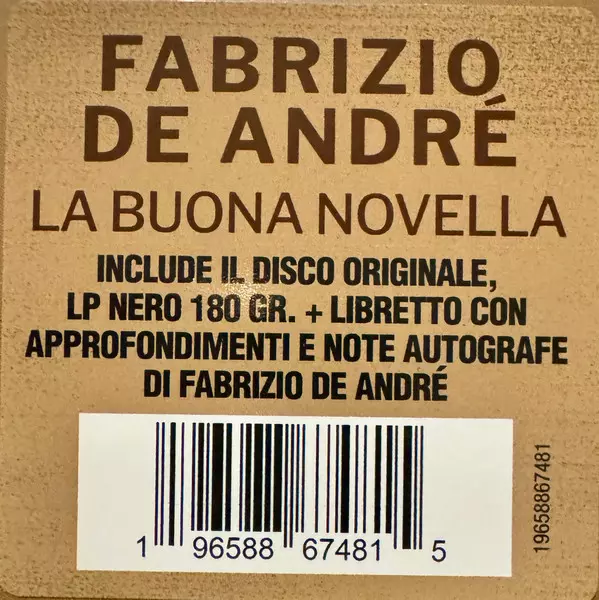 FABRIZIO
DE ANDRÉ
LA BUONA NOVELLA
INCLUDE IL DISCO ORIGINALE,
LP NERO 180 GR. + LIBRETTO CON
APPROFONDIMENTI E NOTE AUTOGRAFE
DI FABRIZIO DE ANDRÉ
1 96588 67481 5
19658867481